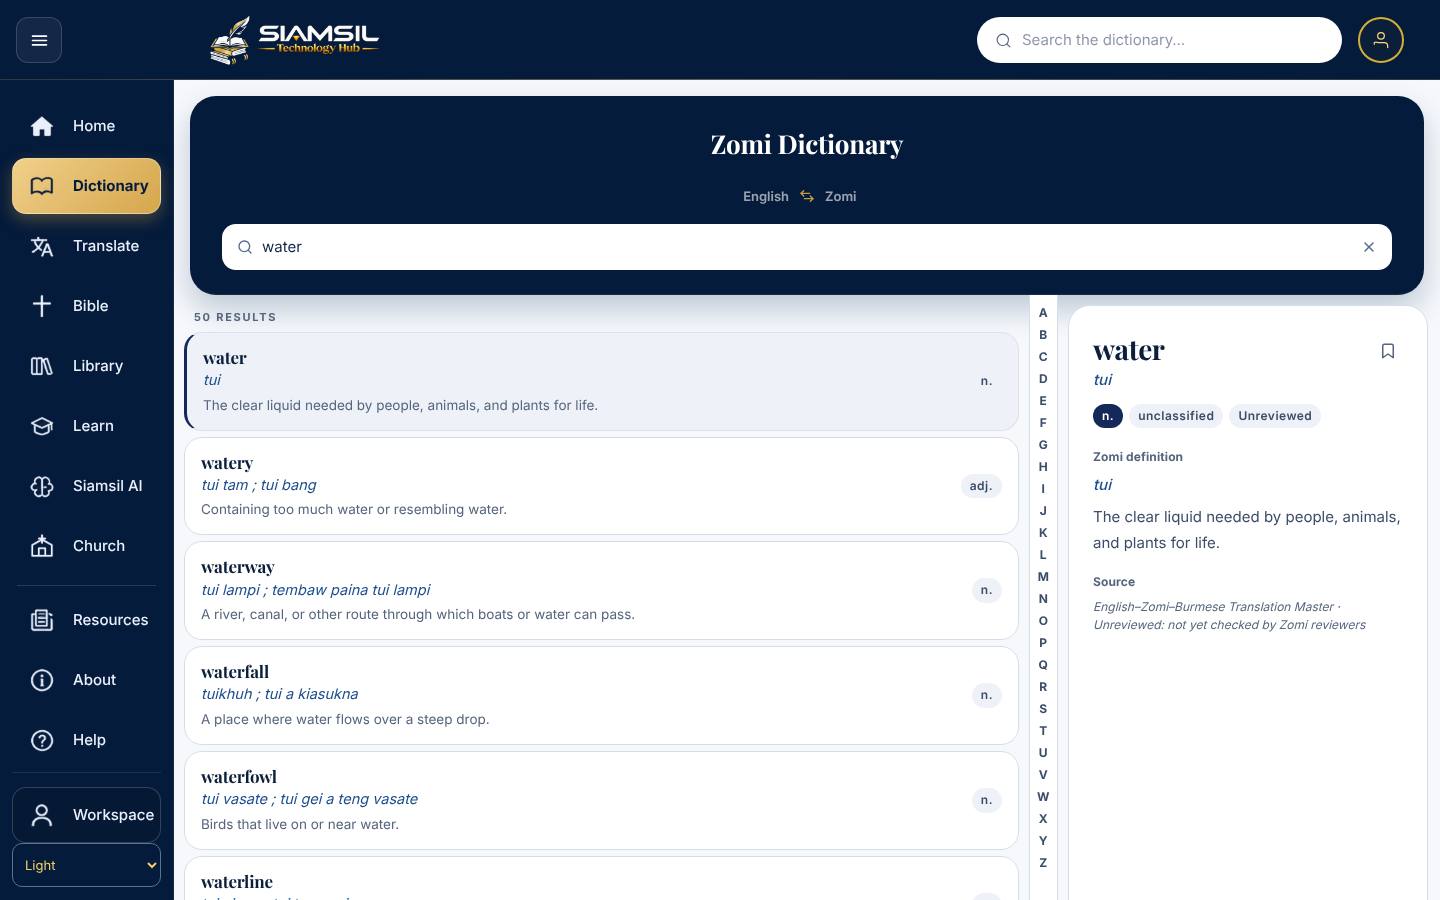 SIAMSIL
Technology Hub
Search the dictionary...
Home
Dictionary
Translate
Bible
Library
Learn
Siamsil AI
Church
Resources
About
Help
Workspace
Light
Zomi Dictionary
English Zomi
water
50 RESULTS
water
tui
n.
The clear liquid needed by people, animals, and plants for life.
watery
tui tam ; tui bang
adj.
Containing too much water or resembling water.
waterway
tui lampi ; tembaw paina tui lampi
n.
A river, canal, or other route through which boats or water can pass.
waterfall
tuikhuh ; tui a kiasukna
n.
A place where water flows over a steep drop.
waterfowl
tui vasate ; tui gei a teng vasate
n.
Birds that live on or near water.
waterline
A
B
C
D
E
F
G
H
I
J
K
L
M
N
O
P
Q
R
S
T
U
V
W
X
Y
Z
water
tui
n. unclassified Unreviewed
Zomi definition
tui
The clear liquid needed by people, animals,
and plants for life.
Source
English–Zomi–Burmese Translation Master ·
Unreviewed: not yet checked by Zomi reviewers